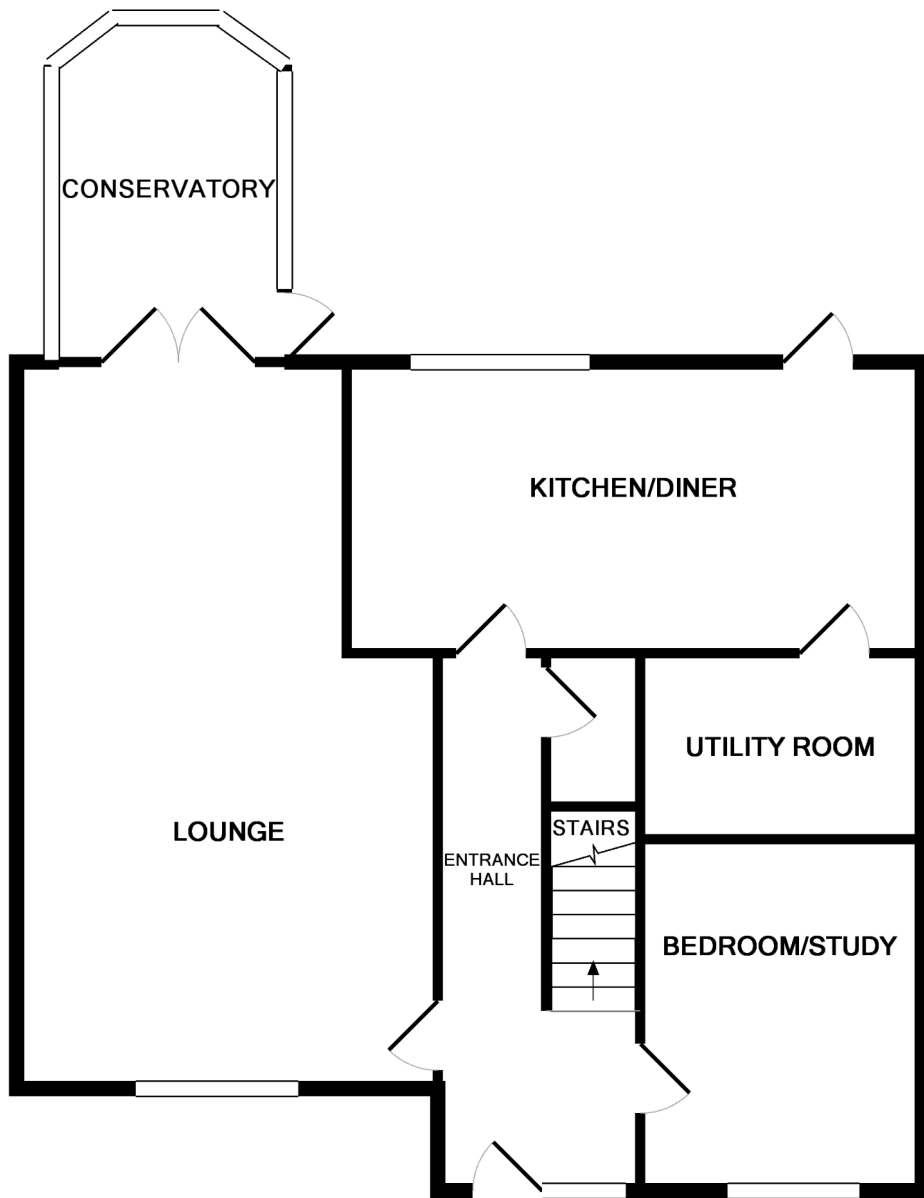 CONSERVATORY
KITCHEN/DINER
UTILITY ROOM
LOUNGE
STAIRS
ENTRANCE
HALL
BEDROOM/STUDY